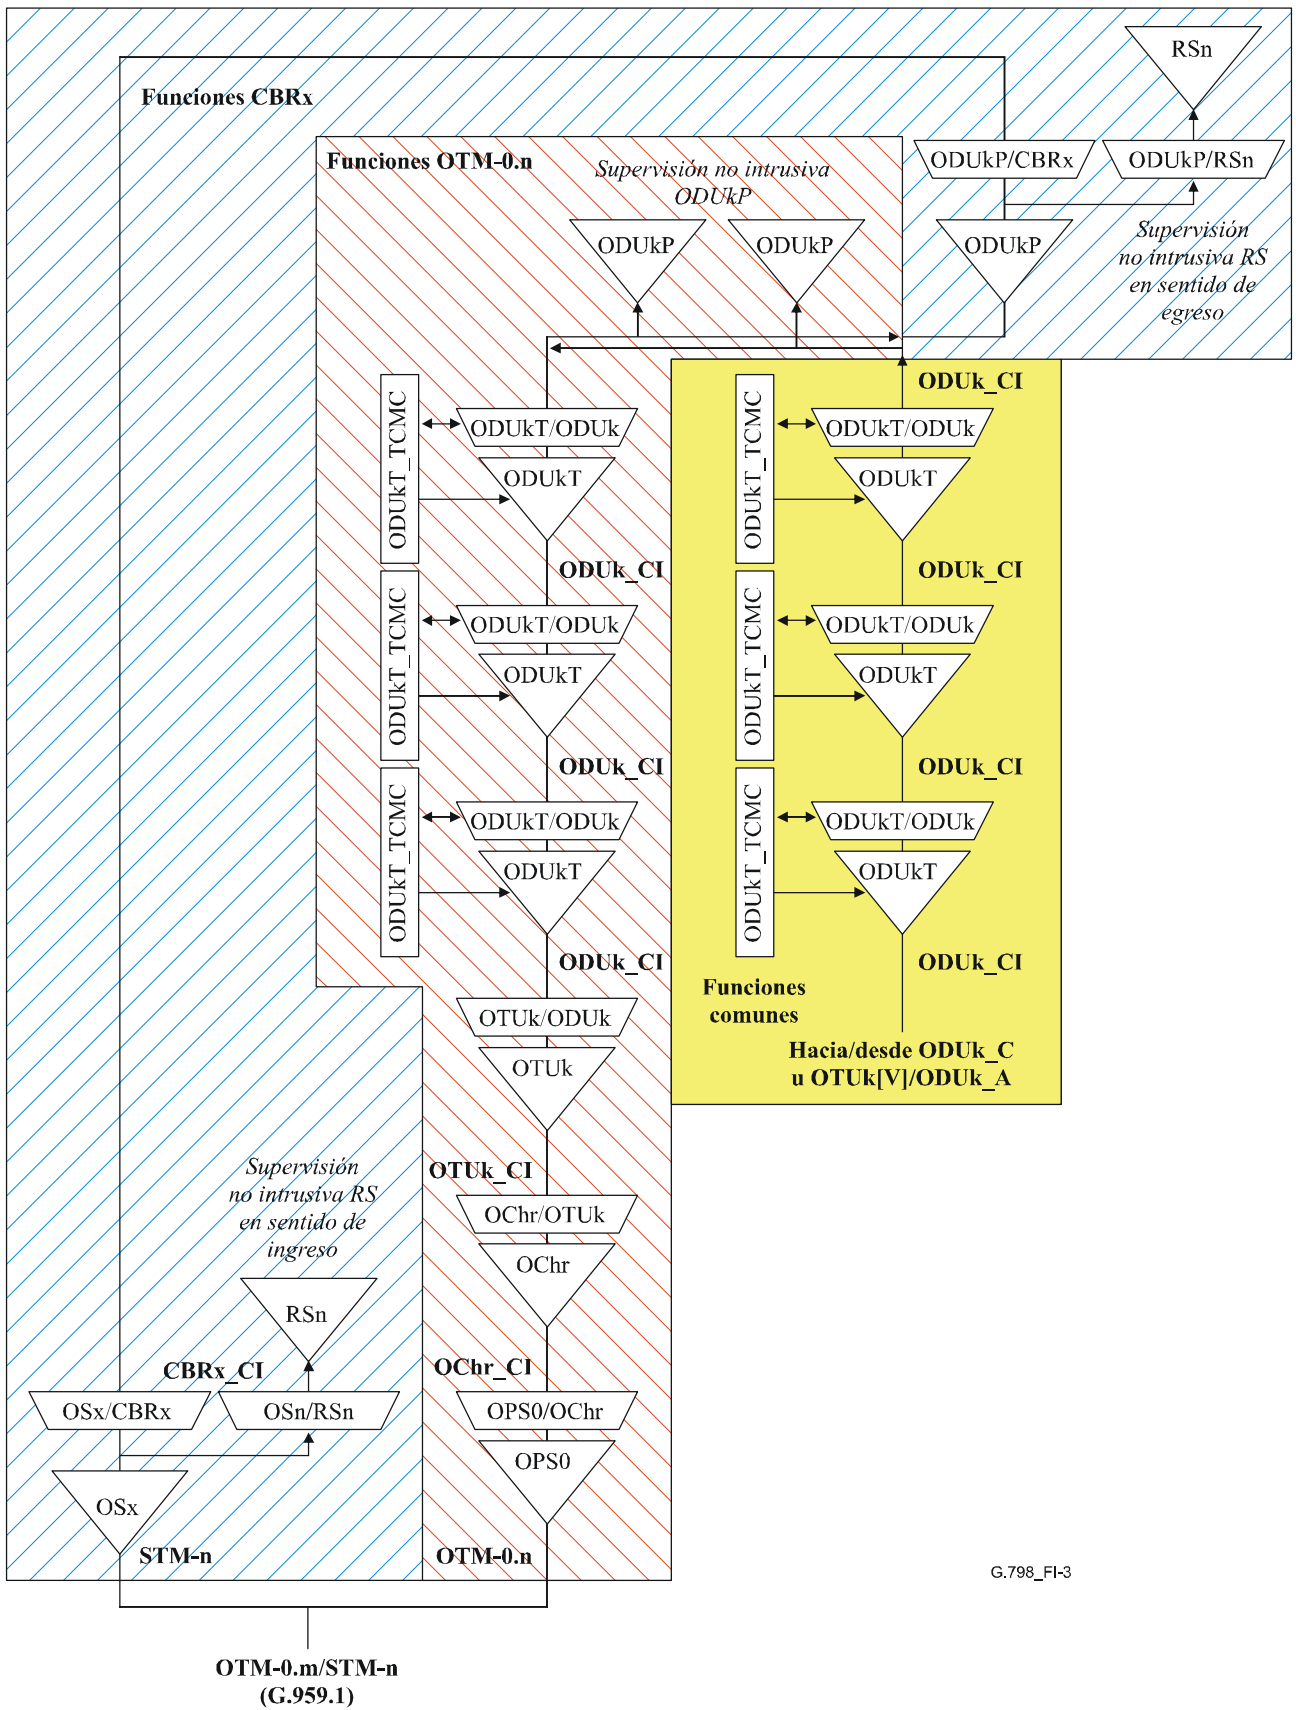 RSn
Funciones CBRx
ODUkP/CBRx
ODUkP/RSn
Funciones OTM-0.n
Supervisión no intrusiva
ODUkP
ODUkP
ODUkP
ODUkP
Supervisión
no intrusiva RS
en sentido de
egreso
ODUk_CI
ODUkT_TCMC
ODUkT/ODUk
ODUkT
ODUk_CI
ODUkT_TCMC
ODUkT/ODUk
ODUkT
ODUk_CI
ODUkT_TCMC
ODUkT/ODUk
ODUkT
ODUk_CI
ODUkT_TCMC
ODUkT/ODUk
ODUkT
ODUk_CI
ODUkT_TCMC
ODUkT/ODUk
ODUkT
ODUk_CI
ODUkT_TCMC
ODUkT/ODUk
ODUkT
ODUk_CI
Funciones
comunes
Hacia/desde ODUk_C
u OTUk[V]/ODUk_A
OTUk/ODUk
OTUk
OTUk_CI
OChr/OTUk
OChr
OChr_CI
OPS0/OChr
OPS0
OTM-0.n
Supervisión
no intrusiva RS
en sentido de
ingreso
RSn
CBRx_CI
OSx/CBRx
OSn/RSn
OSx
STM-n
G.798_FI-3
OTM-0.m/STM-n
(G.959.1)